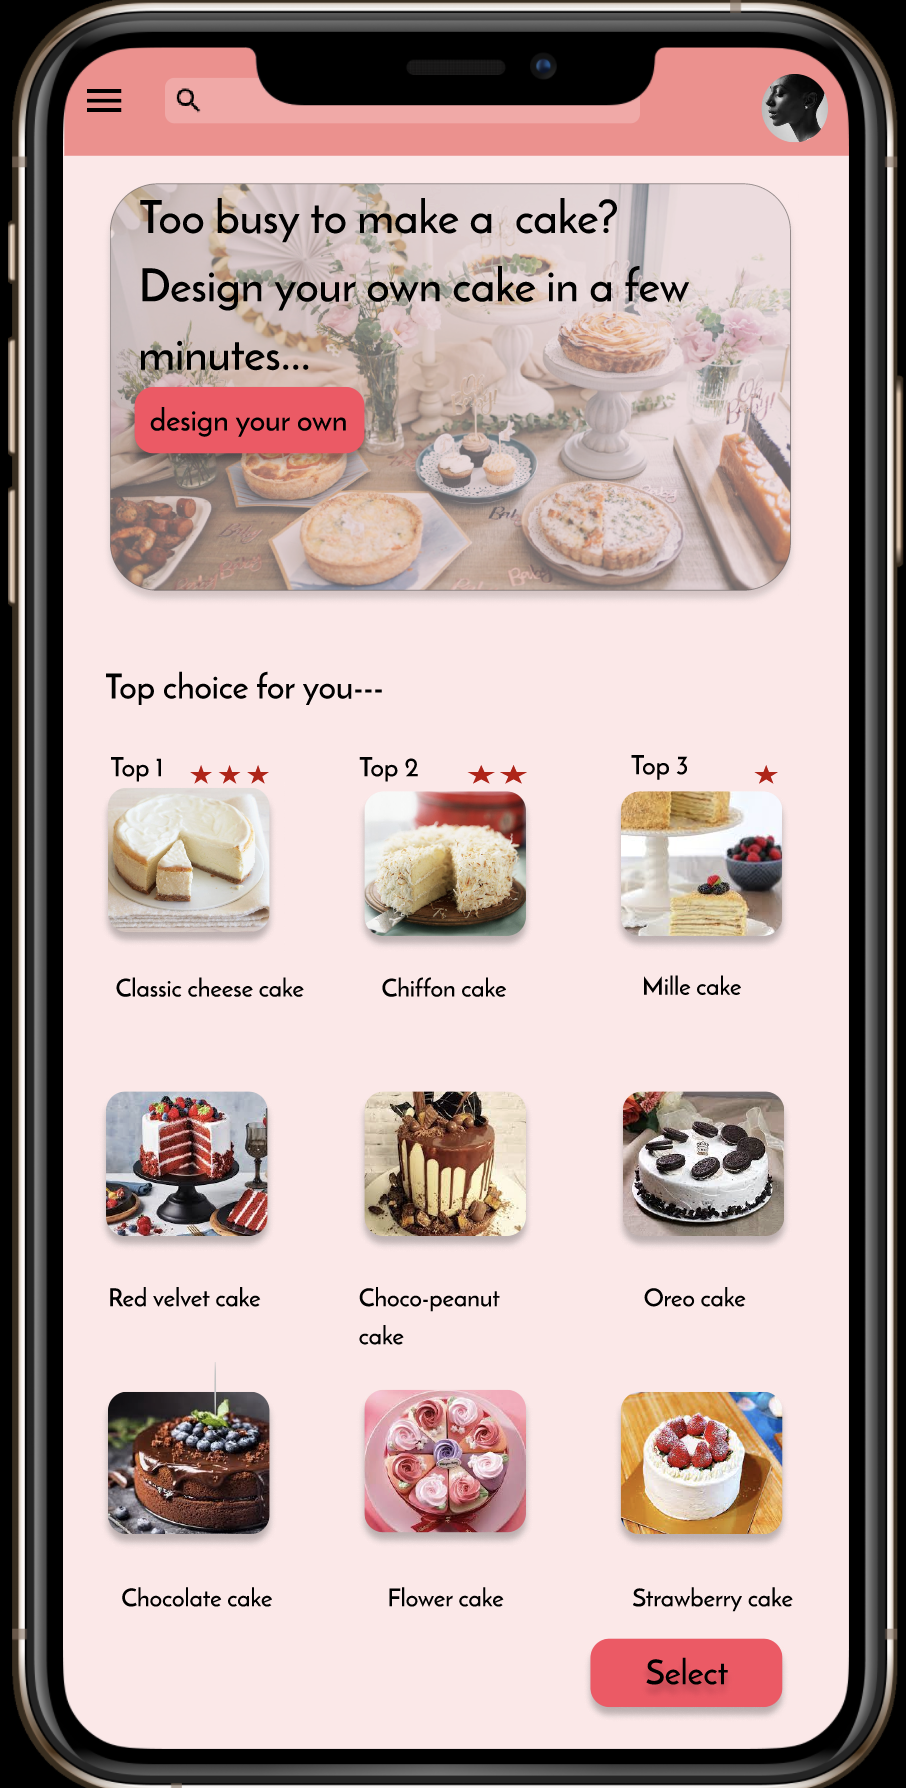 Too busy to make a cake?
Design your own cake in a few
minutes...
design your own
Top choice for you---
Top 1
Top 2
Top 3
Classic cheese cake
Chiffon cake
Mille cake
Red velvet cake
Choco-peanut
cake
Oreo cake
Chocolate cake
Flower cake
Strawberry cake
Select